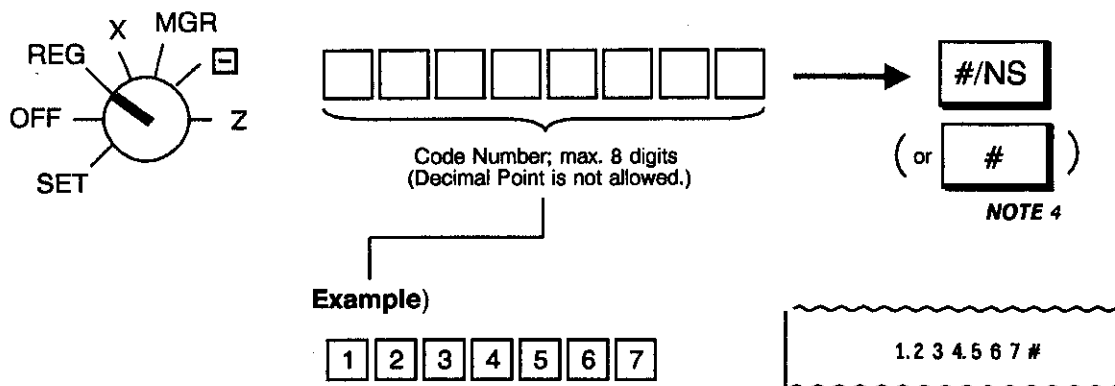 X MGR
REG
OFF Z
SET
#/NS
Code Number; max. 8 digits
(Decimal Point is not allowed.)
( or # )
NOTE 4
Example)
1 2 3 4 5 6 7
1.2 3 4.5 6 7 #